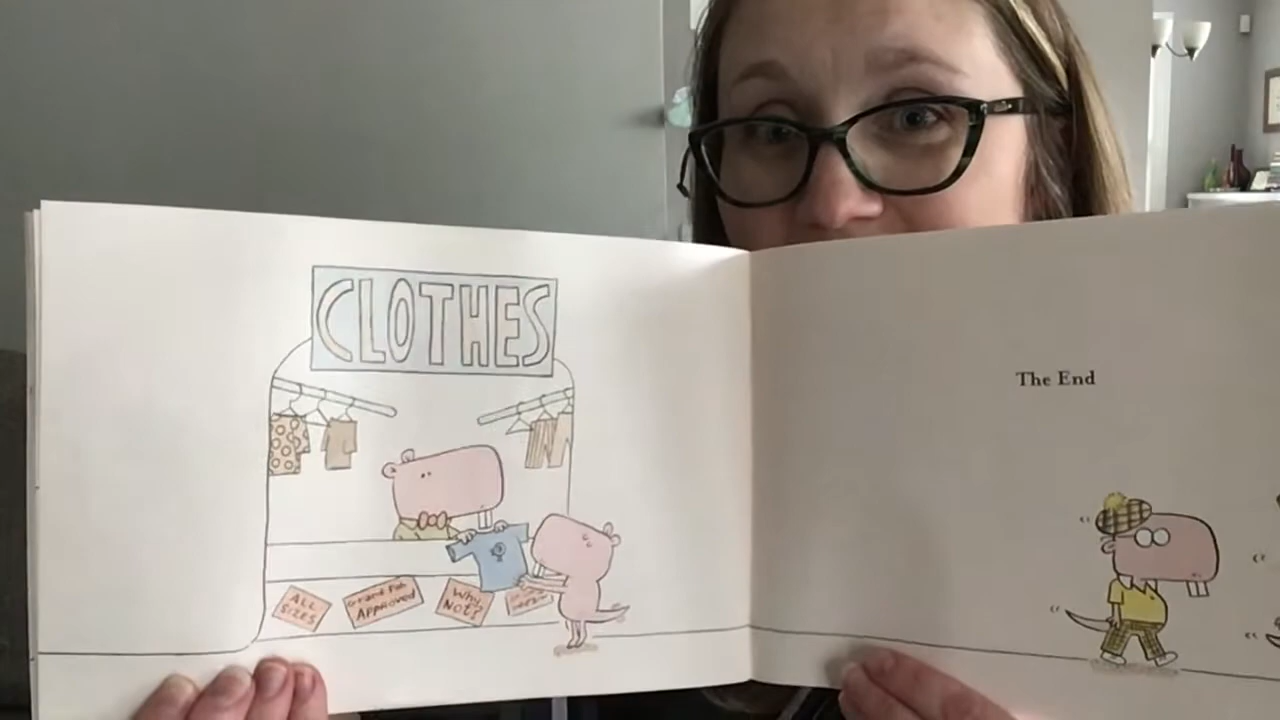 CLOTHES
ALL
SIZES
Grand-Pah
APPROVED
WHY
NOT?
The End